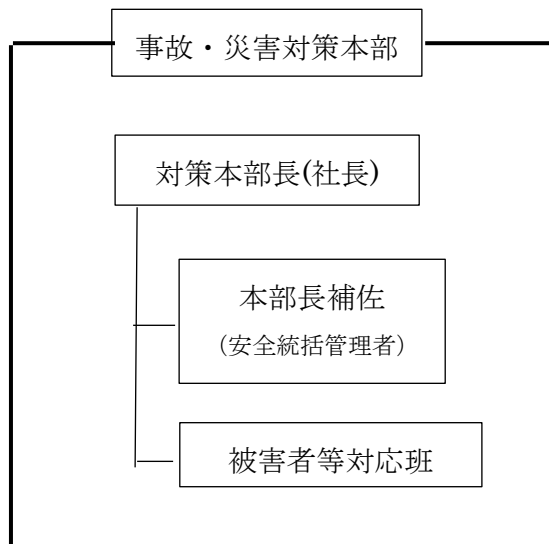 事故・災害対策本部
対策本部長(社長)
本部長補佐
（安全統括管理者）
被害者等対応班